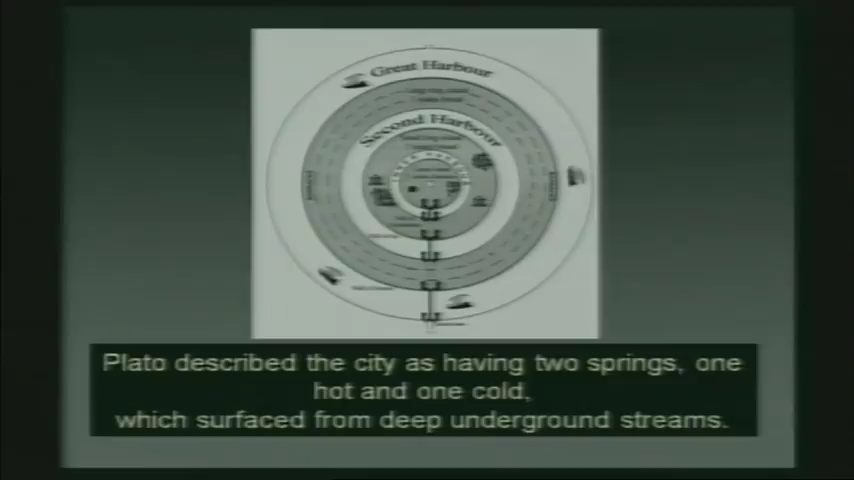 Great Harbour
Second Harbour
Plato described the city as having two springs, one
hot and one cold,
which surfaced from deep underground streams.